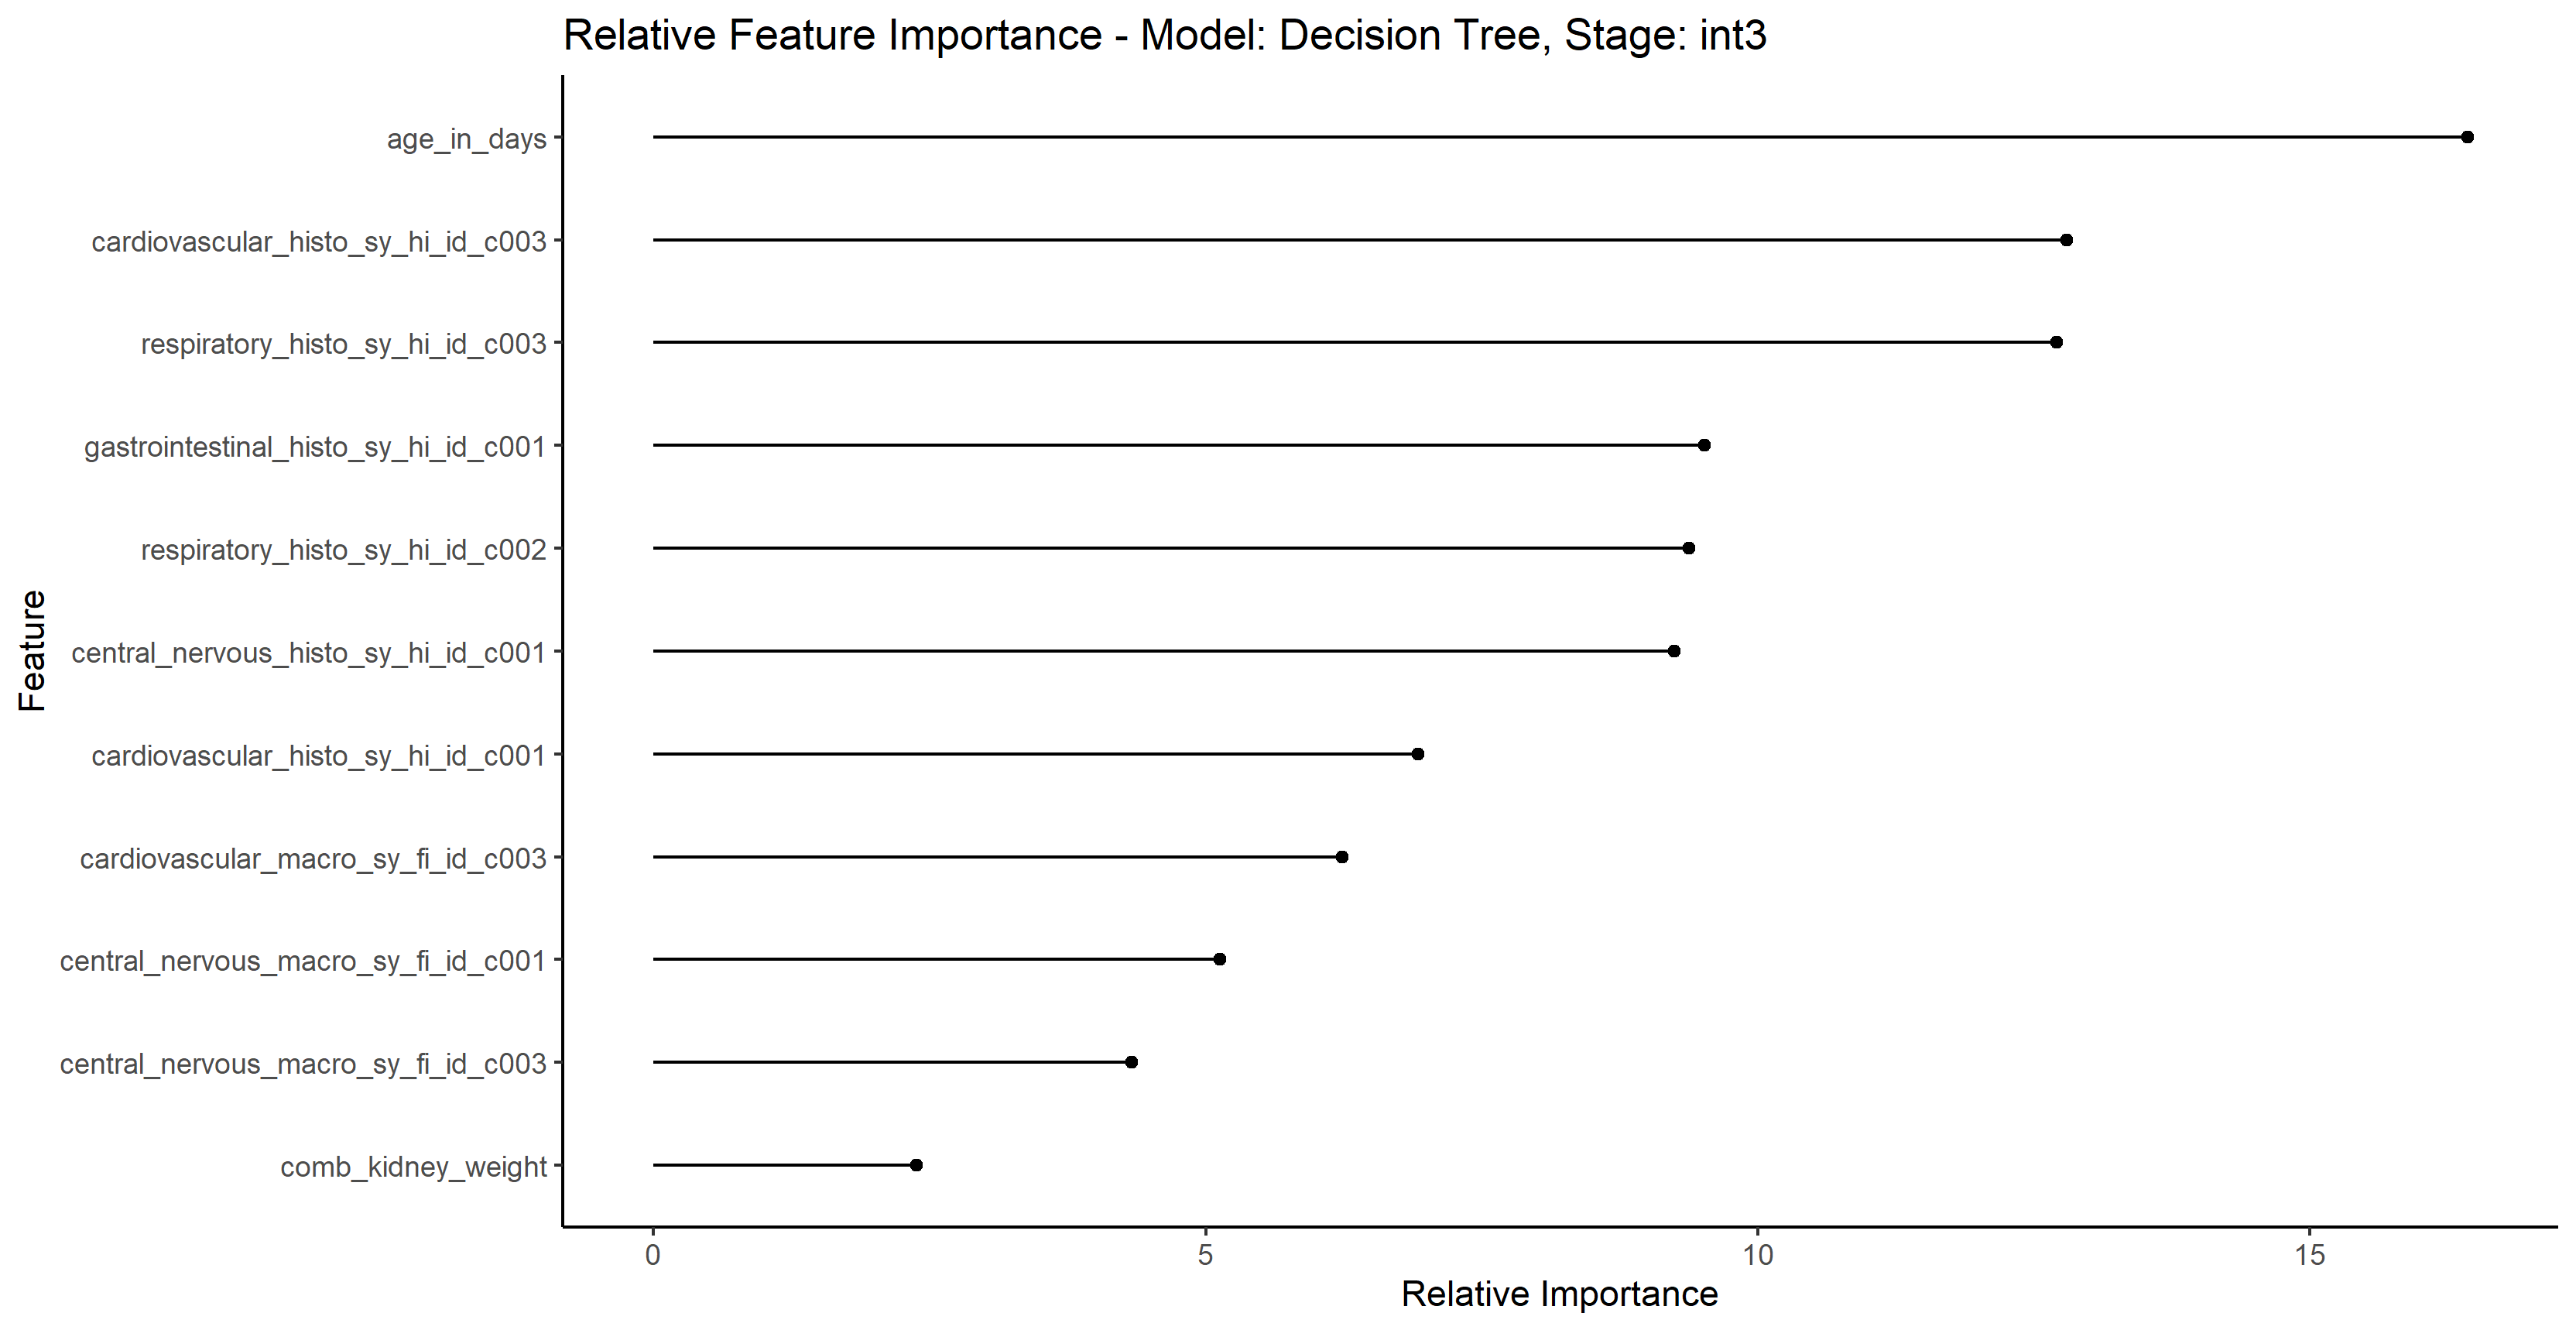 Relative Feature Importance - Model: Decision Tree, Stage: int3
Feature
age_in_days
cardiovascular_histo_sy_hi_id_c003
respiratory_histo_sy_hi_id_c003
gastrointestinal_histo_sy_hi_id_c001
respiratory_histo_sy_hi_id_c002
central_nervous_histo_sy_hi_id_c001
cardiovascular_histo_sy_hi_id_c001
cardiovascular_macro_sy_fi_id_c003
central_nervous_macro_sy_fi_id_c001
central_nervous_macro_sy_fi_id_c003
comb_kidney_weight
0 5 10 15
Relative Importance